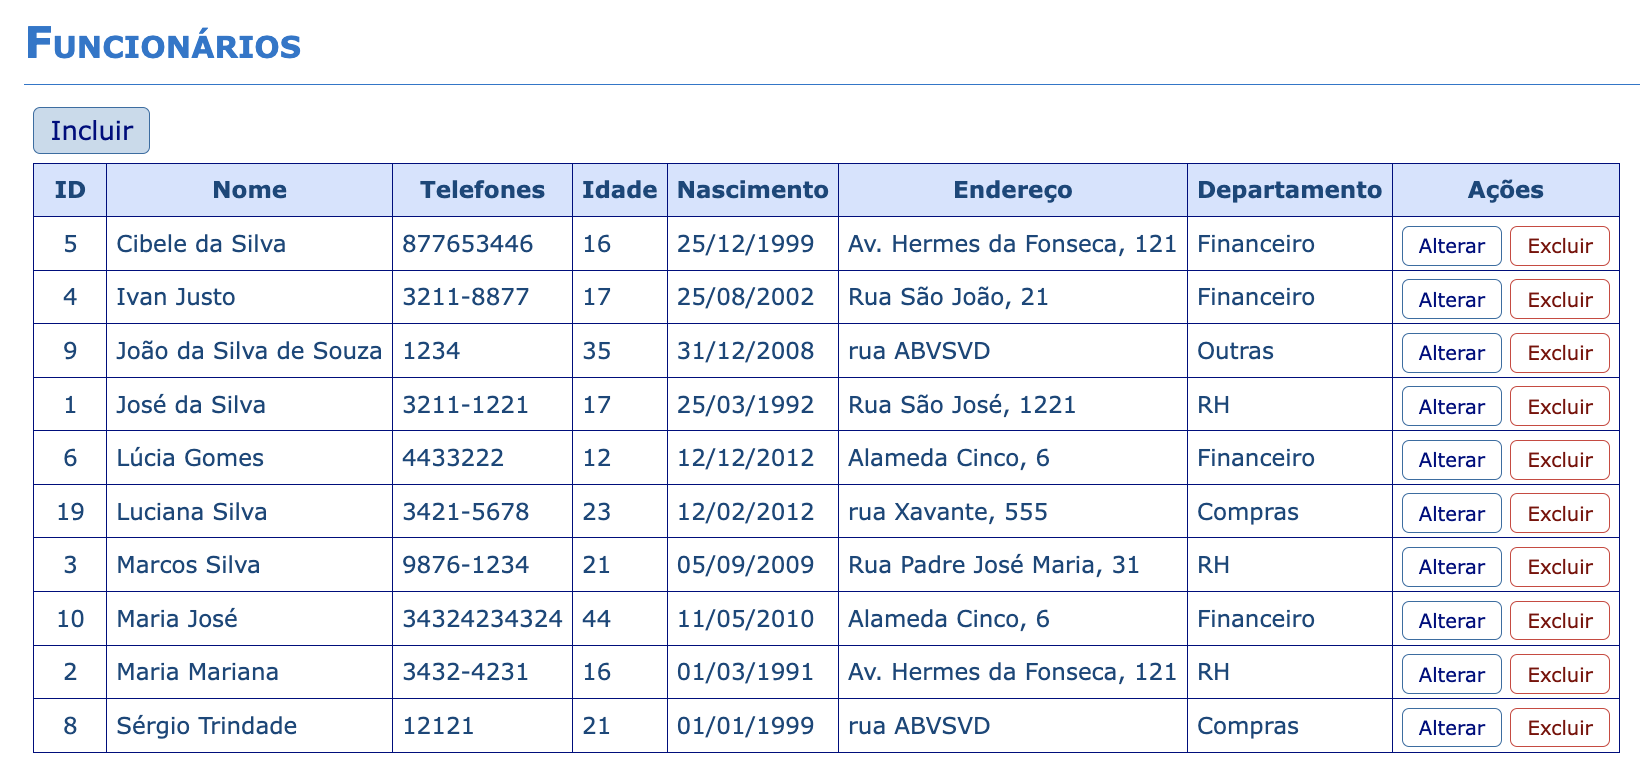 Funcionários
Incluir
ID Nome Telefones Idade Nascimento Endereço Departamento Ações
5 Cibele da Silva 877653446 16 25/12/1999 Av. Hermes da Fonseca, 121 Financeiro Alterar Excluir
4 Ivan Justo 3211-8877 17 25/08/2002 Rua São João, 21 Financeiro Alterar Excluir
9 João da Silva de Souza 1234 35 31/12/2008 rua ABVSVD Outras Alterar Excluir
1 José da Silva 3211-1221 17 25/03/1992 Rua São José, 1221 RH Alterar Excluir
6 Lúcia Gomes 4433222 12 12/12/2012 Alameda Cinco, 6 Financeiro Alterar Excluir
19 Luciana Silva 3421-5678 23 12/02/2012 rua Xavante, 555 Compras Alterar Excluir
3 Marcos Silva 9876-1234 21 05/09/2009 Rua Padre José Maria, 31 RH Alterar Excluir
10 Maria José 34324234324 44 11/05/2010 Alameda Cinco, 6 Financeiro Alterar Excluir
2 Maria Mariana 3432-4231 16 01/03/1991 Av. Hermes da Fonseca, 121 RH Alterar Excluir
8 Sérgio Trindade 12121 21 01/01/1999 rua ABVSVD Compras Alterar Excluir